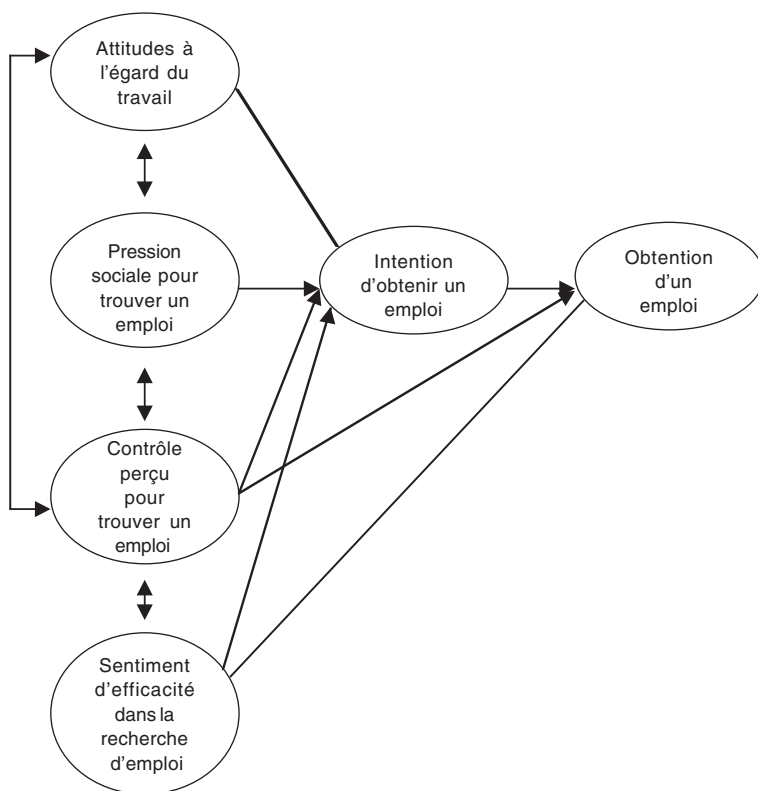 Attitudes à
l'égard du
travail
Pression
sociale pour
trouver un
emploi
Intention
d'obtenir un
emploi
Obtention
d'un
emploi
Contrôle
perçu
pour
trouver un
emploi
Sentiment
d'efficacité
dans la
recherche
d'emploi